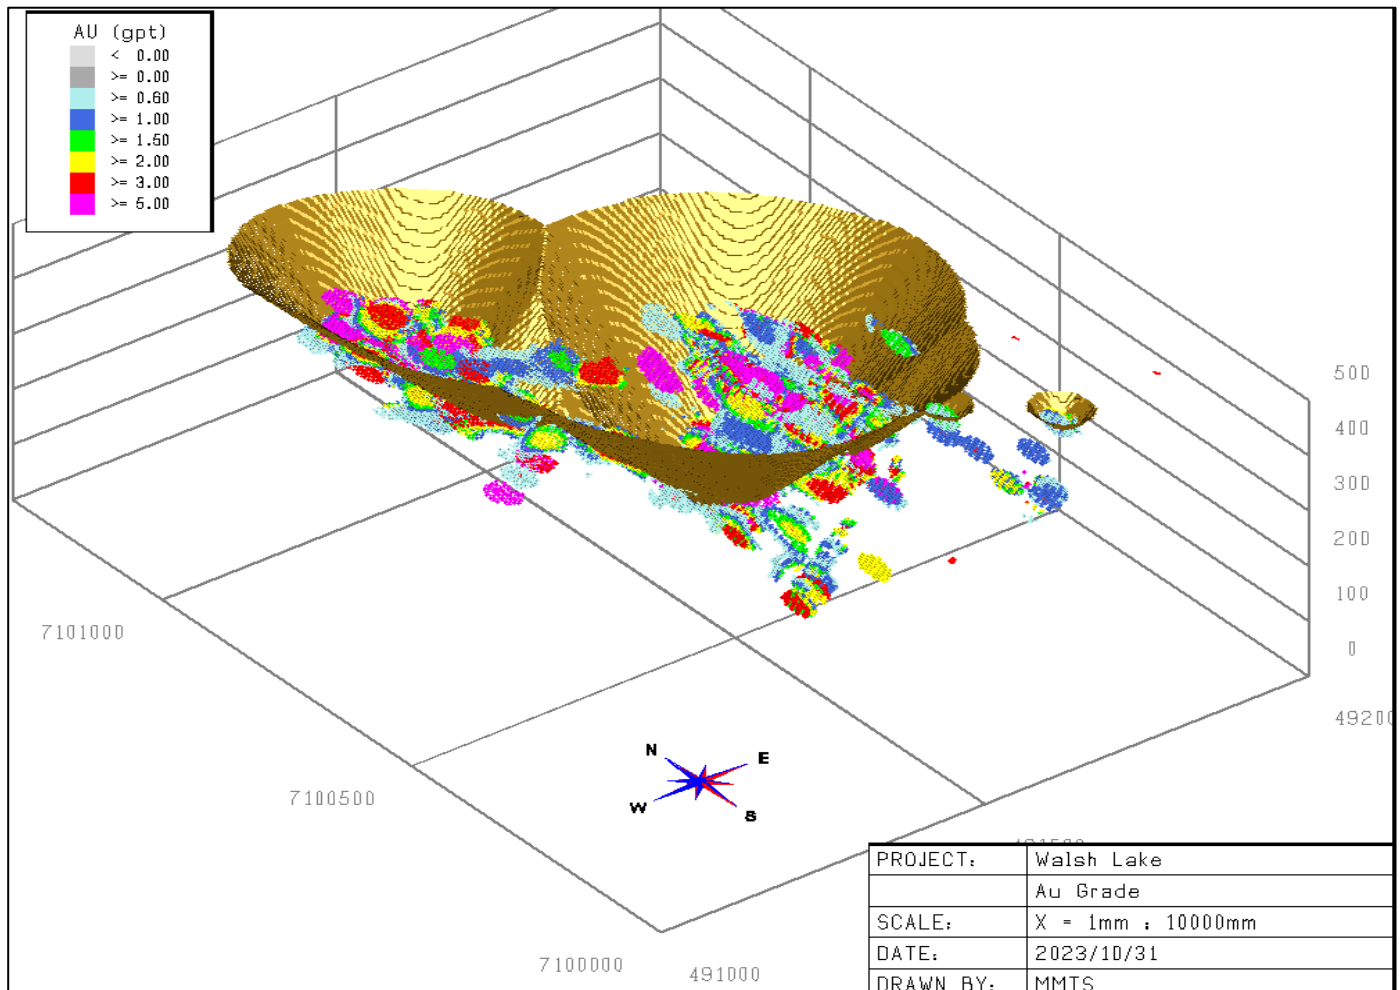 AU (gpt)
< 0.00
>= 0.00
>= 0.60
>= 1.00
>= 1.50
>= 2.00
>= 3.00
>= 5.00
500
400
300
200
100
0
49200
7101000
7100500
7100000
491000
N
E
W
S
PROJECT: Walsh Lake
Au Grade
SCALE: X = 1mm : 10000mm
DATE: 2023/10/31
DRAWN BY: MMTS